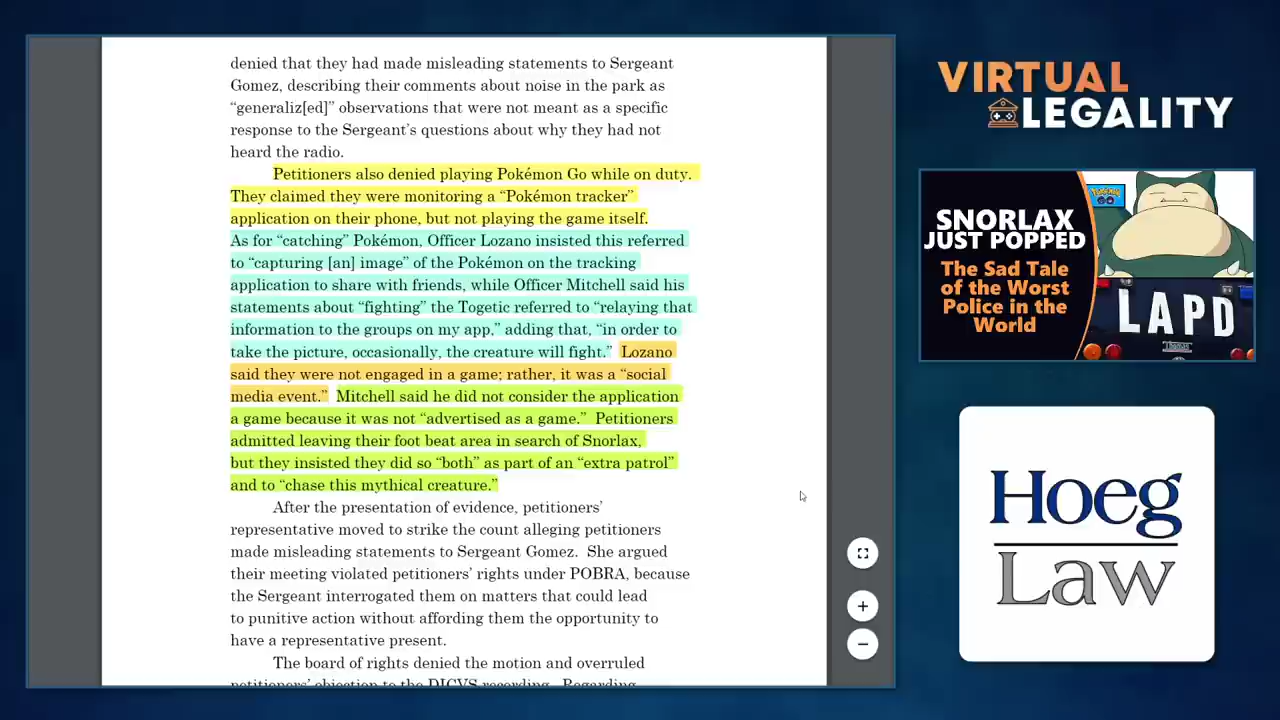 denied that they had made misleading statements to Sergeant
Gomez, describing their comments about noise in the park as
“generaliz[ed]” observations that were not meant as a specific
response to the Sergeant’s questions about why they had not
heard the radio.
Petitioners also denied playing Pokémon Go while on duty.
They claimed they were monitoring a “Pokémon tracker”
application on their phone, but not playing the game itself.
As for “catching” Pokémon, Officer Lozano insisted this referred
to “capturing [an] image” of the Pokémon on the tracking
application to share with friends, while Officer Mitchell said his
statements about “fighting” the Togetic referred to “relaying that
information to the groups on my app,” adding that, “in order to
take the picture, occasionally, the creature will fight.” Lozano
said they were not engaged in a game; rather, it was a “social
media event.” Mitchell said he did not consider the application
a game because it was not “advertised as a game.” Petitioners
admitted leaving their foot beat area in search of Snorlax,
but they insisted they did so “both” as part of an “extra patrol”
and to “chase this mythical creature.”
After the presentation of evidence, petitioners’
representative moved to strike the count alleging petitioners
made misleading statements to Sergeant Gomez. She argued
their meeting violated petitioners’ rights under POBRA, because
the Sergeant interrogated them on matters that could lead
to punitive action without affording them the opportunity to
have a representative present.
The board of rights denied the motion and overruled
petitioners’ objection to the DICVS recording. Regarding
VIRTUAL
LEGALITY
SNORLAX
JUST POPPED
The Sad Tale
of the Worst
Police in the
World
LAPD
Hoeg
Law